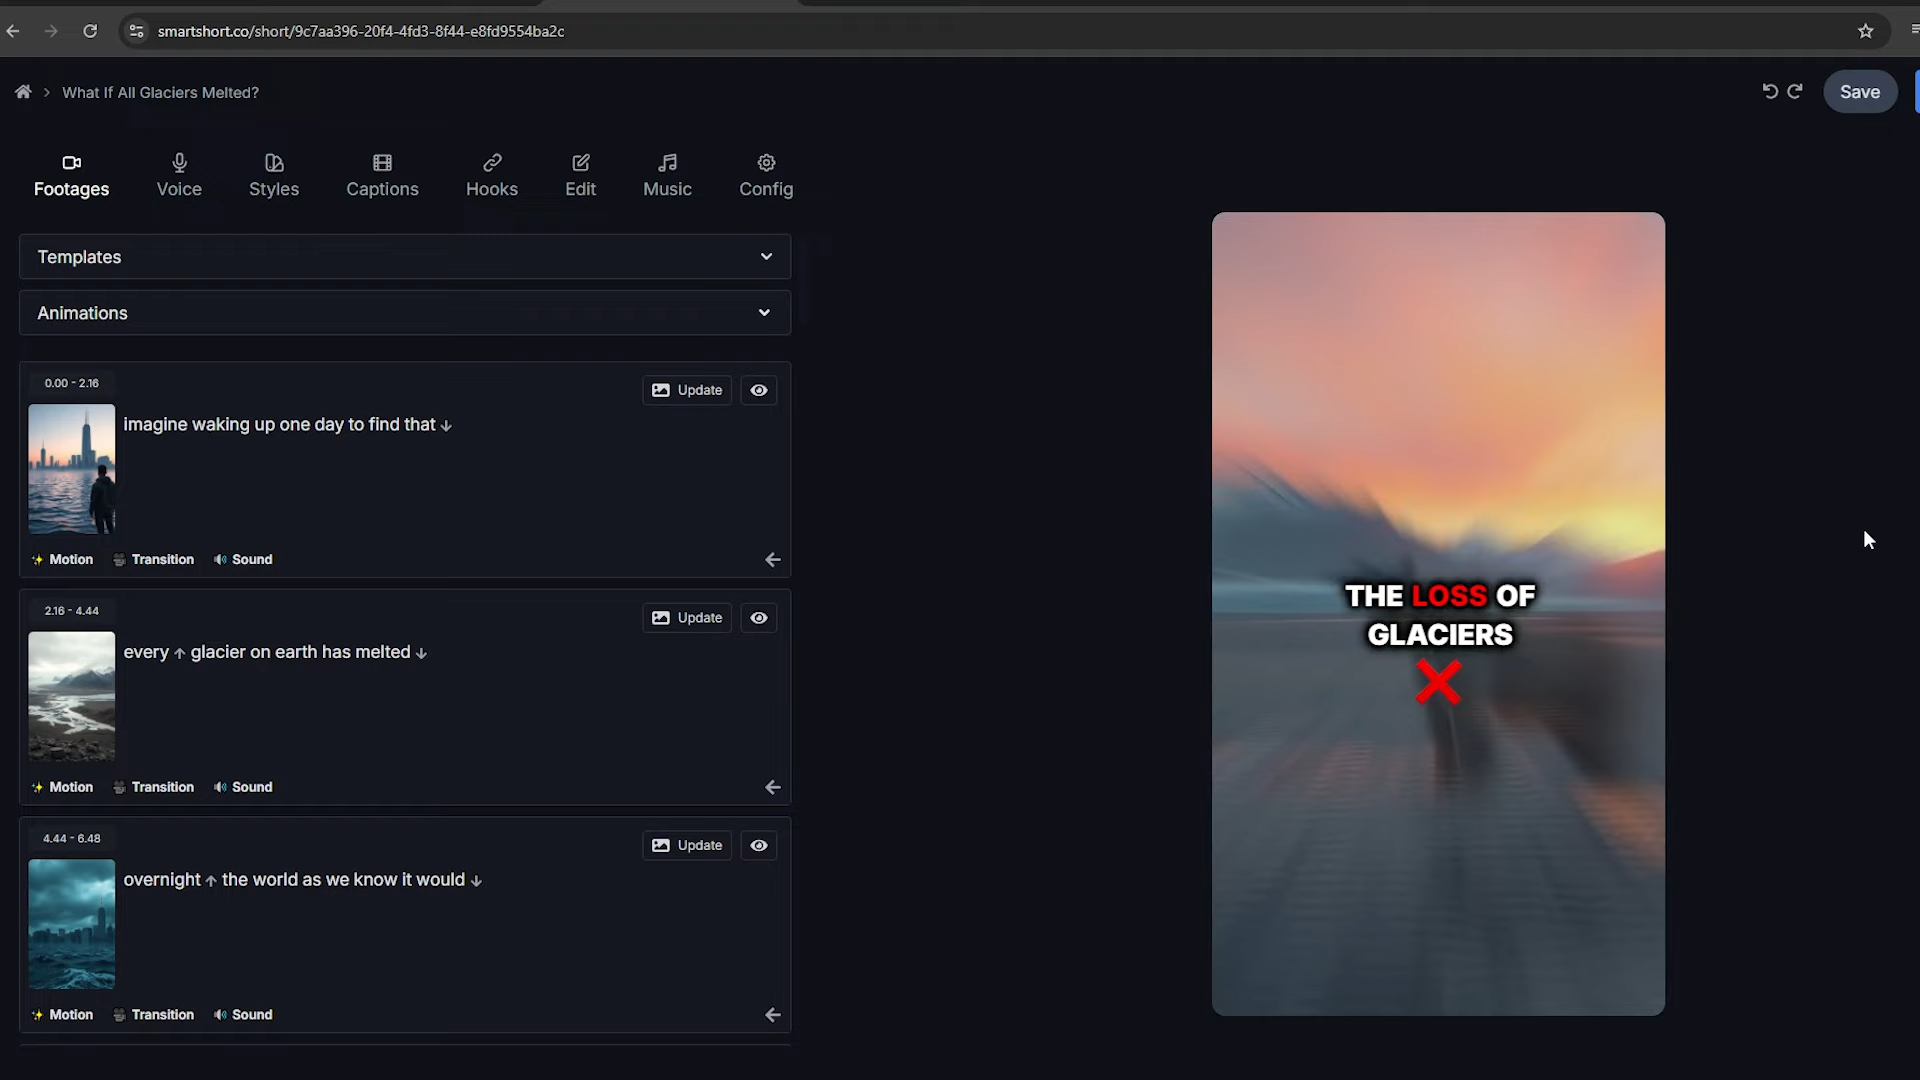 smartshort.co/short/9c7aa396-20f4-4fd3-8f44-e8fd9554ba2c
What If All Glaciers Melted?
Save
Footages
Voice
Styles
Captions
Hooks
Edit
Music
Config
Templates
Animations
0.00 - 2.16
Update
imagine waking up one day to find that
Motion
Transition
Sound
2.16 - 4.44
Update
every ↑ glacier on earth has melted ↓
Motion
Transition
Sound
4.44 - 6.48
Update
overnight ↑ the world as we know it would ↓
Motion
Transition
Sound
THE LOSS OF
GLACIERS